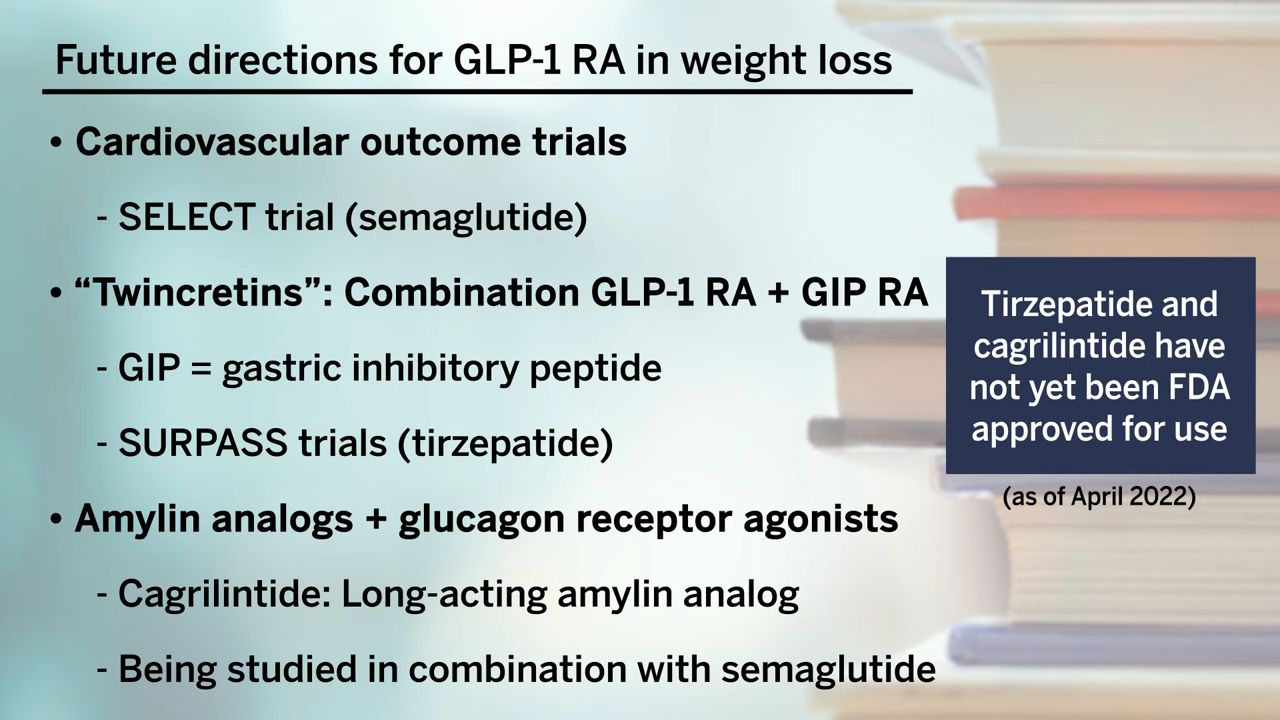 Future directions for GLP-1 RA in weight loss
• Cardiovascular outcome trials
- SELECT trial (semaglutide)
• “Twincretins”: Combination GLP-1 RA + GIP RA
- GIP = gastric inhibitory peptide
- SURPASS trials (tirzepatide)
• Amylin analogs + glucagon receptor agonists
- Cagrilintide: Long-acting amylin analog
- Being studied in combination with semaglutide
Tirzepatide and
cagrilintide have
not yet been FDA
approved for use
(as of April 2022)